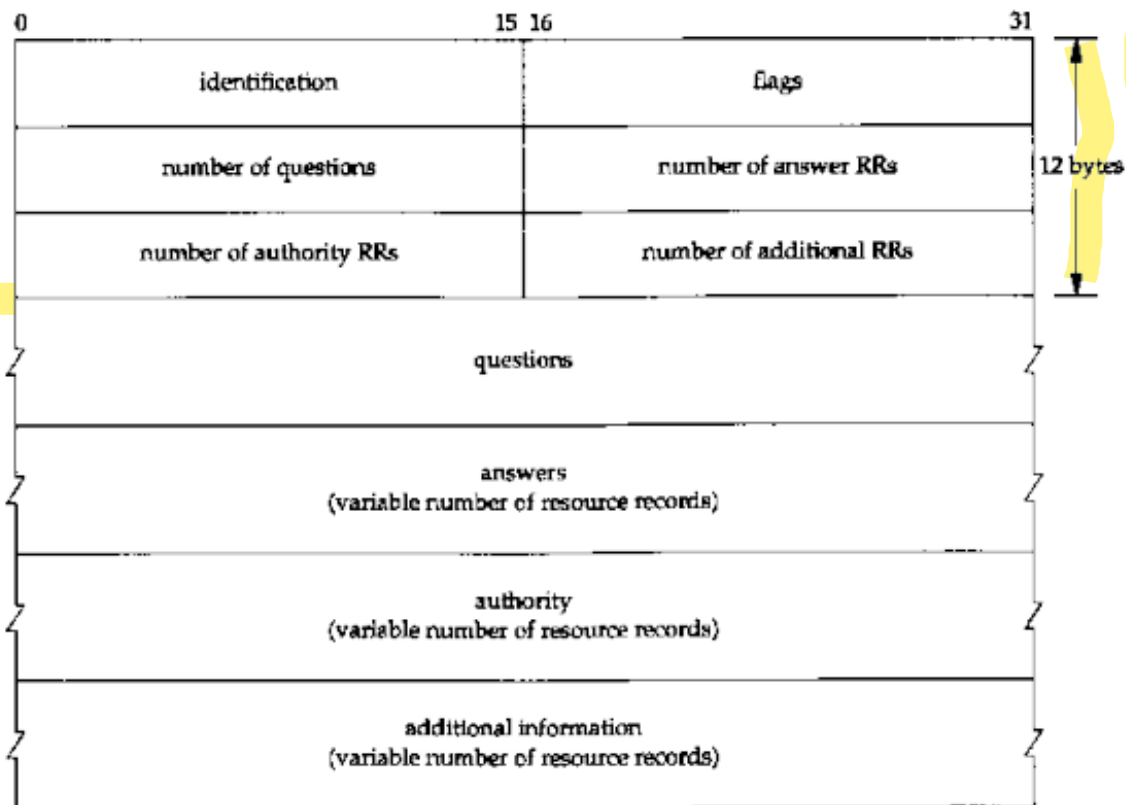 0 15 16 31
identification flags
number of questions number of answer RRs 12 bytes
number of authority RRs number of additional RRs
questions
answers
(variable number of resource records)
authority
(variable number of resource records)
additional information
(variable number of resource records)